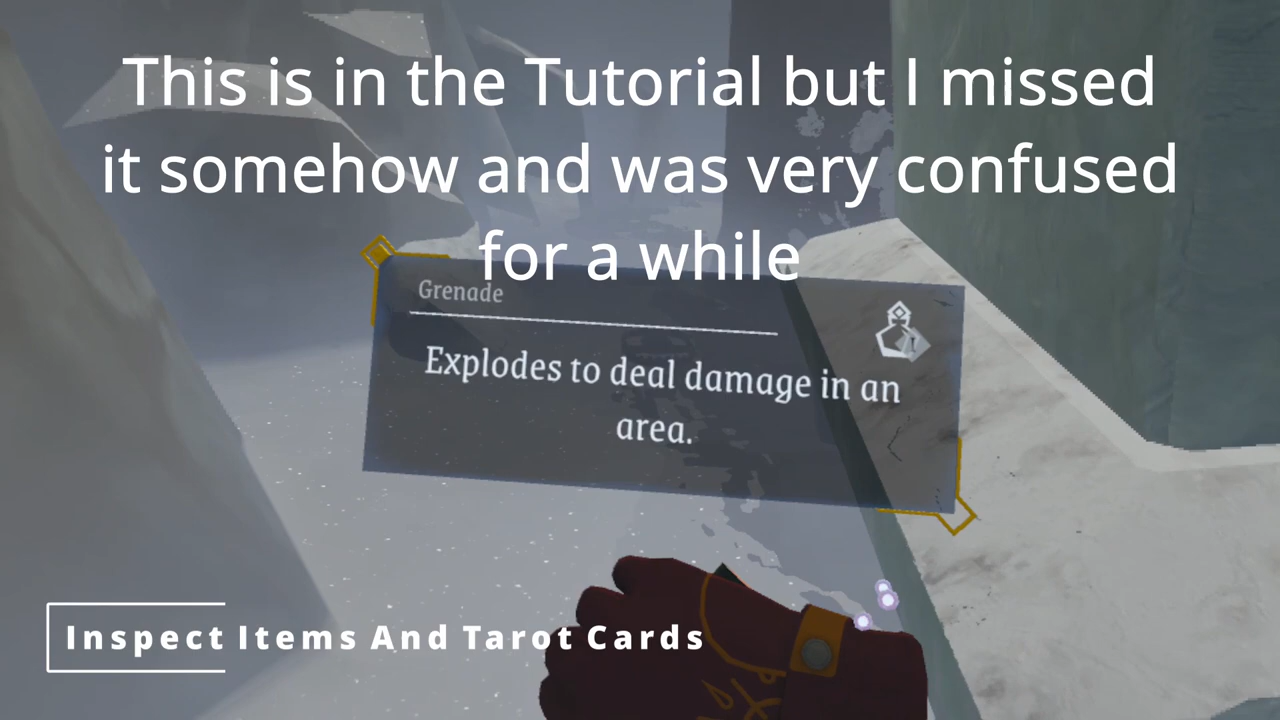 This is in the Tutorial but I missed
it somehow and was very confused
for a while
Grenade
Explodes to deal damage in an
area.
Inspect Items And Tarot Cards